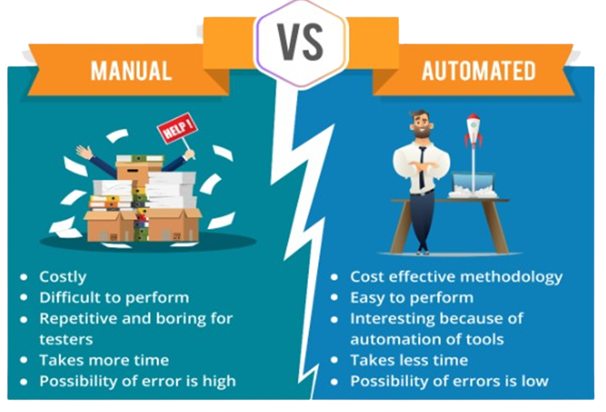 VS
MANUAL
AUTOMATED
HELP!
• Costly
• Difficult to perform
• Repetitive and boring for
testers
• Takes more time
• Possibility of error is high
• Cost effective methodology
• Easy to perform
• Interesting because of
automation of tools
• Takes less time
• Possibility of errors is low